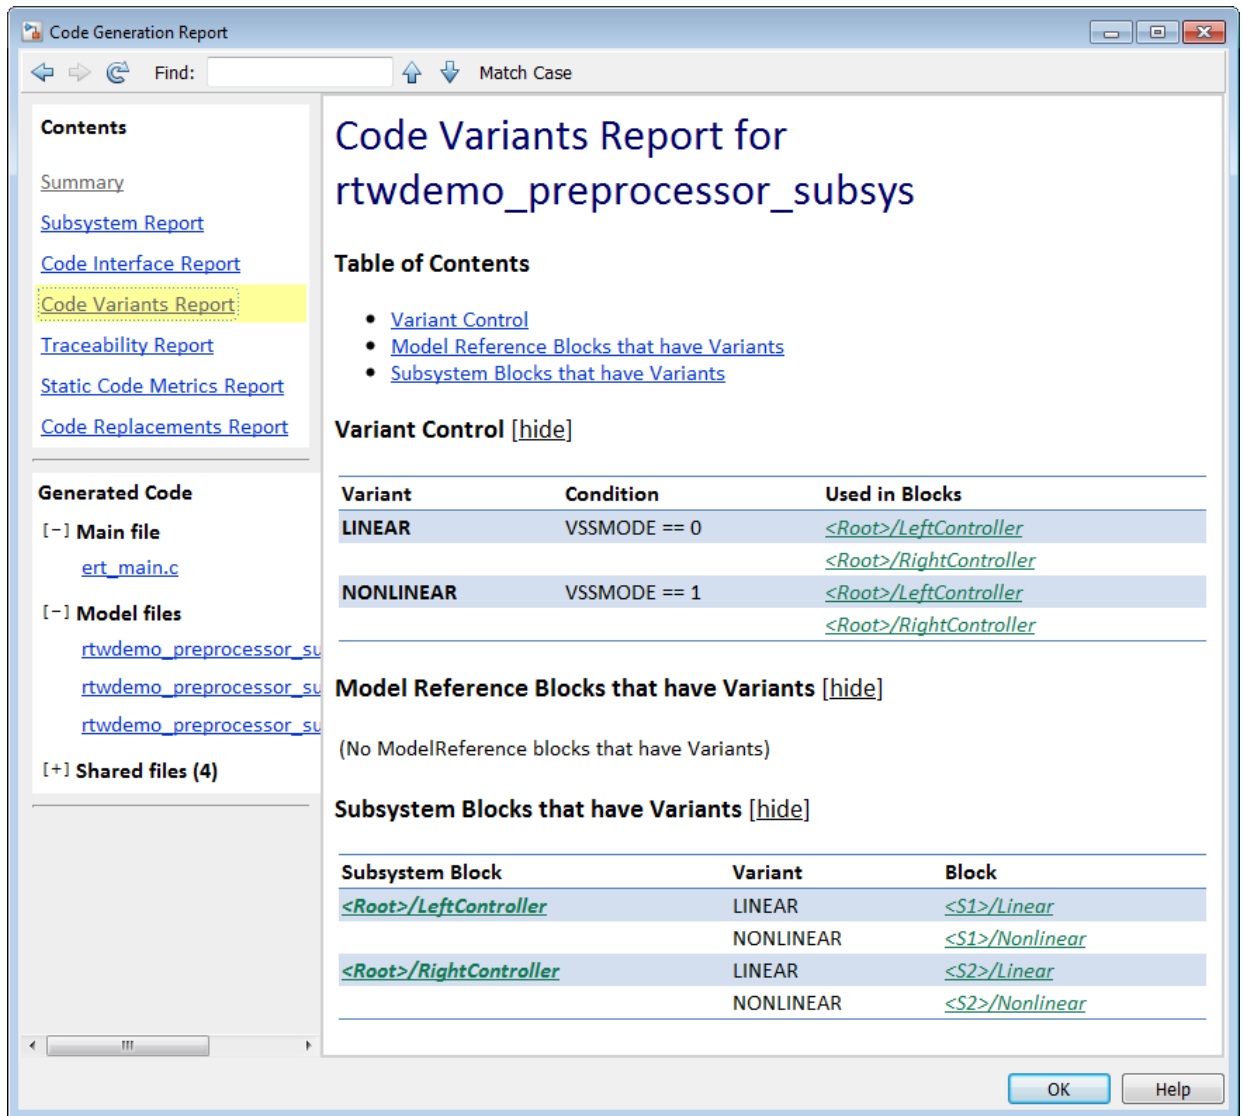 Code Generation Report
Find:
Match Case
Contents
Summary
Subsystem Report
Code Interface Report
Code Variants Report
Traceability Report
Static Code Metrics Report
Code Replacements Report
Generated Code
[-] Main file
ert_main.c
[-] Model files
rtwdemo_preprocessor_su
rtwdemo_preprocessor_su
rtwdemo_preprocessor_su
[+] Shared files (4)
Code Variants Report for
rtwdemo_preprocessor_subsys
Table of Contents
• Variant Control
• Model Reference Blocks that have Variants
• Subsystem Blocks that have Variants
Variant Control [hide]
Variant Condition Used in Blocks
LINEAR VSSMODE == 0 <Root>/LeftController
<Root>/RightController
NONLINEAR VSSMODE == 1 <Root>/LeftController
<Root>/RightController
Model Reference Blocks that have Variants [hide]
(No ModelReference blocks that have Variants)
Subsystem Blocks that have Variants [hide]
Subsystem Block Variant Block
<Root>/LeftController LINEAR <S1>/Linear
NONLINEAR <S1>/Nonlinear
<Root>/RightController LINEAR <S2>/Linear
NONLINEAR <S2>/Nonlinear
OK
Help